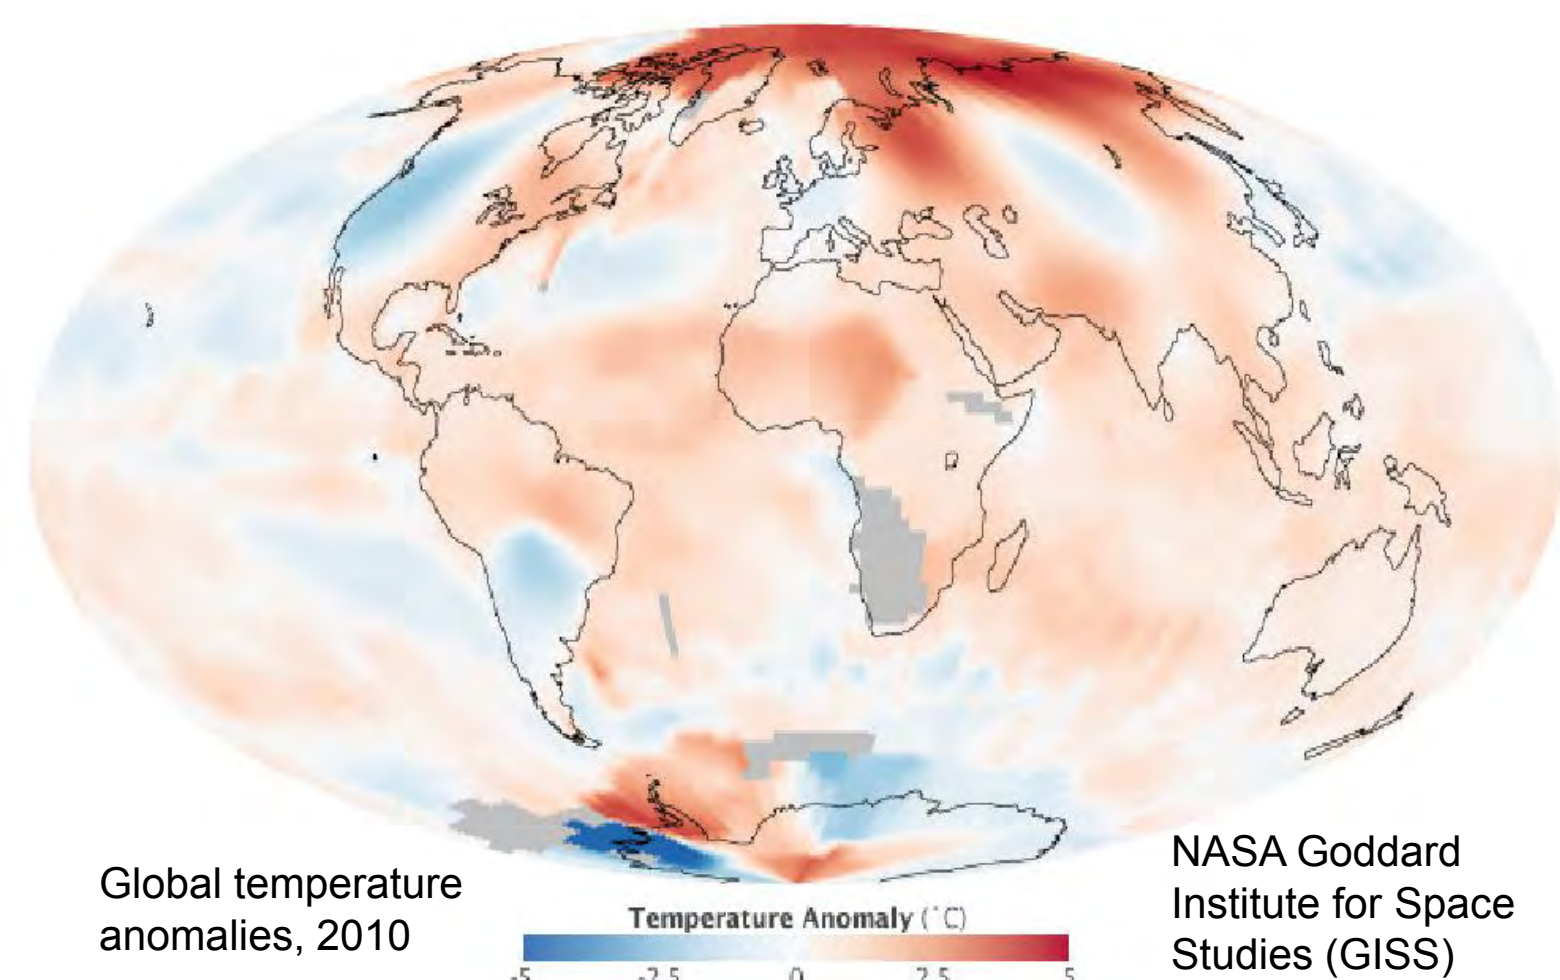 Global temperature
anomalies, 2010
Temperature Anomaly (˚C)
-5 -2.5 0 2.5 5
NASA Goddard
Institute for Space
Studies (GISS)